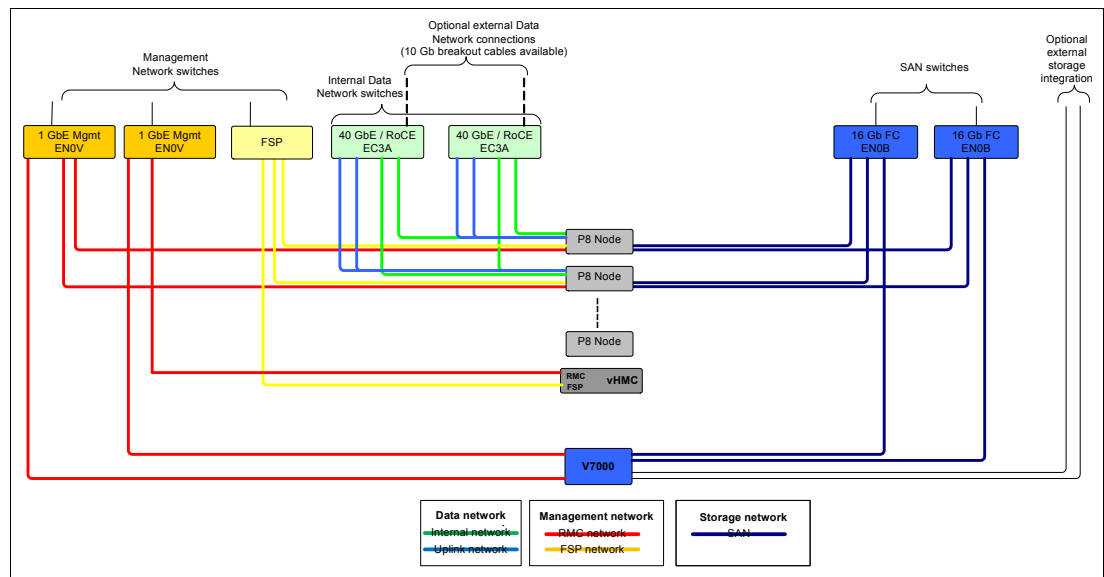 Optional external Data
Network connections
(10 Gb breakout cables available)
Optional
external
storage
integration
Management
Network switches
Internal Data
Network switches
SAN switches
1 GbE Mgmt
EN0V
1 GbE Mgmt
EN0V
FSP
40 GbE / RoCE
EC3A
40 GbE / RoCE
EC3A
16 Gb FC
EN0B
16 Gb FC
EN0B
P8 Node
P8 Node
P8 Node
RMC
FSP
vHMC
V7000
Data network
Internal network
Uplink network
Management network
RMC network
FSP network
Storage network
SAN